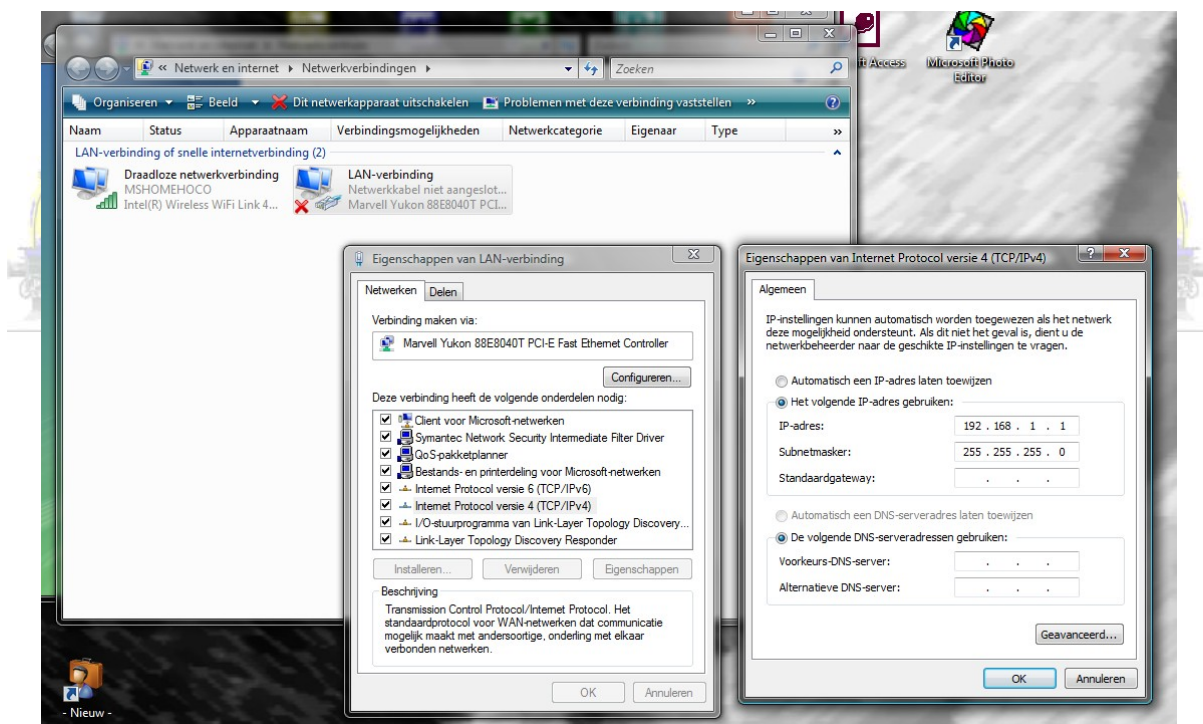 « Netwerk en internet ▸ Netwerkverbindingen ▸
Zoeken
Organiseren Beeld Dit netwerkapparaat uitschakelen Problemen met deze verbinding vaststellen »
Naam Status Apparaatnaam Verbindingsmogelijkheden Netwerkcategorie Eigenaar Type »
LAN-verbinding of snelle internetverbinding (2)
Draadloze netwerkverbinding
MSHOMEHOCO
Intel(R) Wireless WiFi Link 4...
LAN-verbinding
Netwerkkabel niet aangeslot...
Marvell Yukon 88E8040T PCI...
Access
Microsoft Photo
Editor
Eigenschappen van LAN-verbinding
Netwerken Delen
Verbinding maken via:
Marvell Yukon 88E8040T PCI-E Fast Ethernet Controller
Configureren...
Deze verbinding heeft de volgende onderdelen nodig:
Client voor Microsoft-netwerken
Symantec Network Security Intermediate Filter Driver
QoS-pakketplanner
Bestands- en printerdeling voor Microsoft-netwerken
Internet Protocol versie 6 (TCP/IPv6)
Internet Protocol versie 4 (TCP/IPv4)
I/O-stuurprogramma van Link-Layer Topology Discovery...
Link-Layer Topology Discovery Responder
Installeren... Verwijderen Eigenschappen
Beschrijving
Transmission Control Protocol/Internet Protocol. Het
standaardprotocol voor WAN-netwerken dat communicatie
mogelijk maakt met andersoortige, onderling met elkaar
verbonden netwerken.
OK Annuleren
Eigenschappen van Internet Protocol versie 4 (TCP/IPv4)
Algemeen
IP-instellingen kunnen automatisch worden toegewezen als het netwerk
deze mogelijkheid ondersteunt. Als dit niet het geval is, dient u de
netwerkbeheerder naar de geschikte IP-instellingen te vragen.
Automatisch een IP-adres laten toewijzen
Het volgende IP-adres gebruiken:
IP-adres: 192 . 168 . 1 . 1
Subnetmasker: 255 . 255 . 255 . 0
Standaardgateway: . . .
Automatisch een DNS-serveradres laten toewijzen
De volgende DNS-serveradressen gebruiken:
Voorkeurs-DNS-server: . . .
Alternatieve DNS-server: . . .
Geavanceerd...
OK Annuleren
- Nieuw -